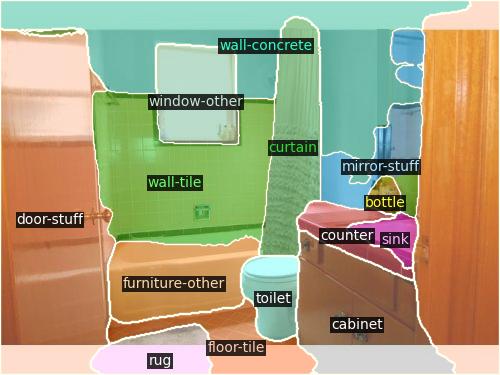 wall-concrete
window-other
curtain
mirror-stuff
wall-tile
bottle
door-stuff
counter
sink
furniture-other
toilet
cabinet
floor-tile
rug